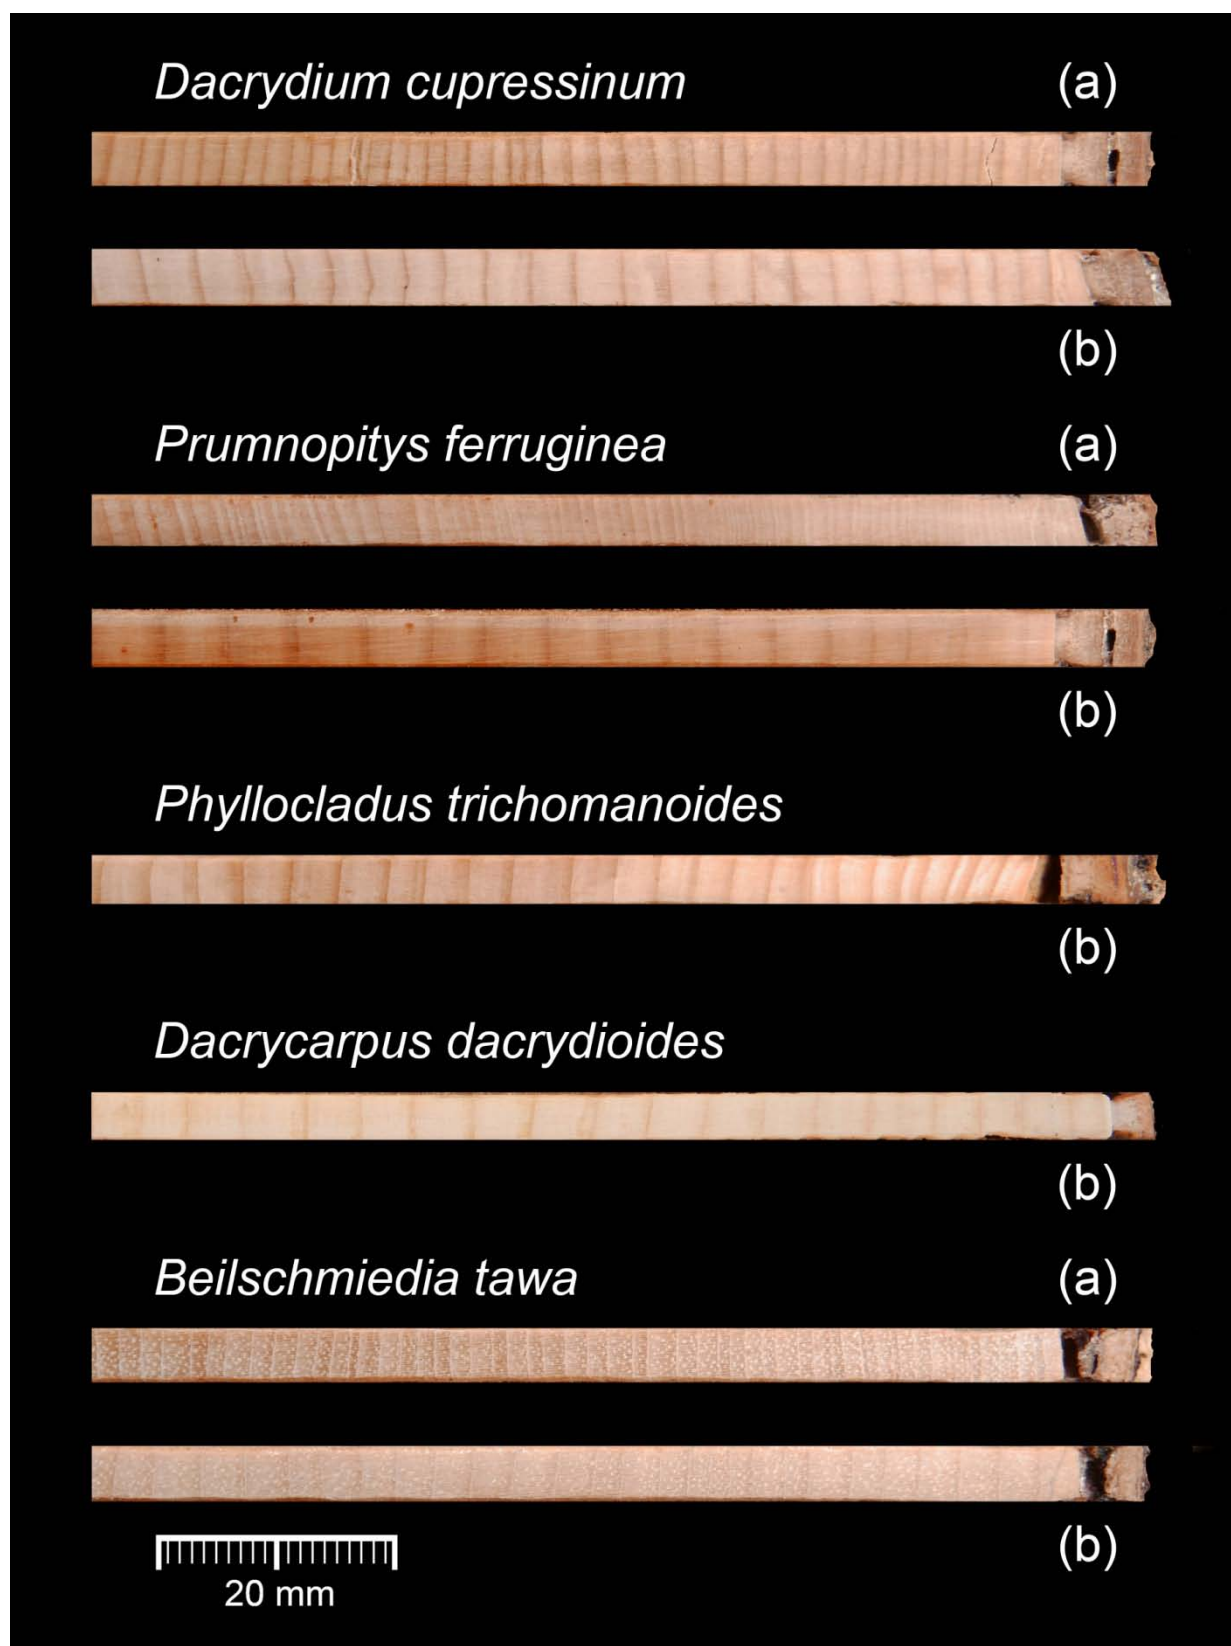 Dacrydium cupressinum (a)
(b)
Prumnopitys ferruginea (a)
(b)
Phyllocladus trichomanoides
(b)
Dacrycarpus dacrydioides
(b)
Beilschmiedia tawa (a)
20 mm (b)